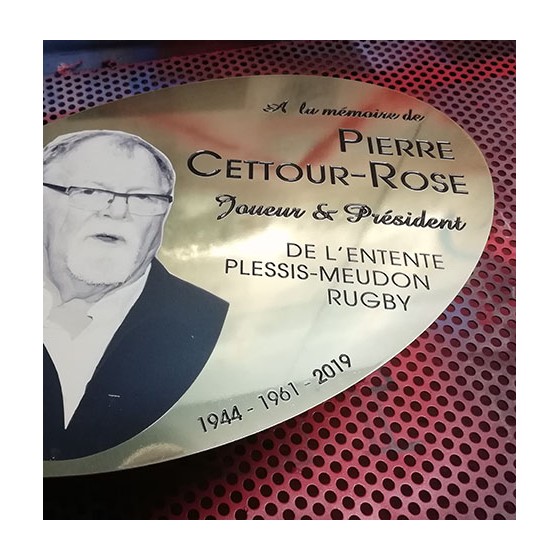 A la mémoire de
PIERRE
CETTOUR-ROSE
Joueur & Président
DE L'ENTENTE
PLESSIS-MEUDON
RUGBY
1944 - 1961 - 2019